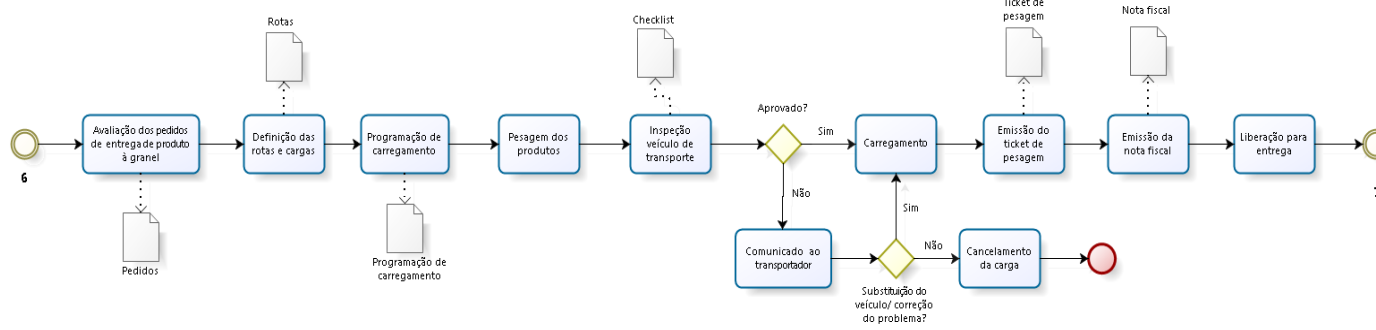 Rotas
Checklist
Ticket de
pesagem
Nota fiscal
Aprovado?
Avaliação dos pedidos
de entrega de produto
à granel
Definição das
rotas e cargas
Programação de
carregamento
Pesagem dos
produtos
Inspeção
veículo de
transporte
Sim
Carregamento
Emissão do
ticket de
pesagem
Emissão da
nota fiscal
Liberação para
entrega
6
Não
Sim
Pedidos
Programação de
carregamento
Comunicado ao
transportador
Não
Cancelamento
da carga
Substituição do
veículo/ correção
do problema?